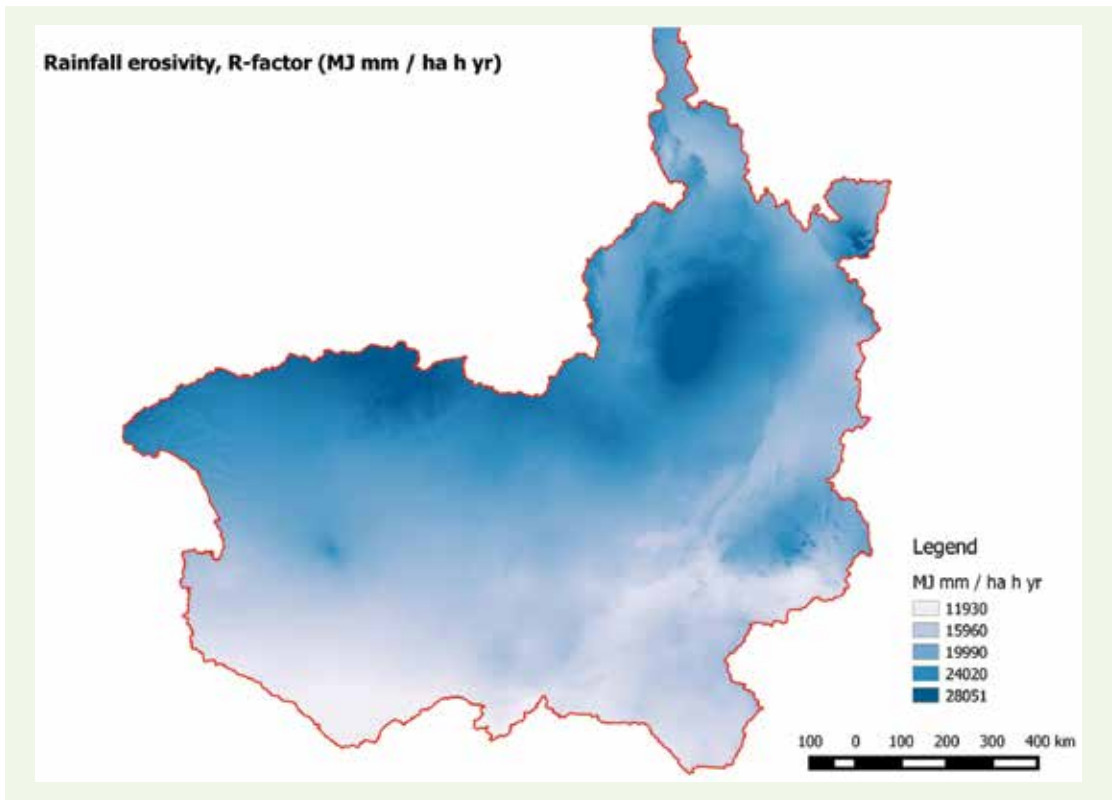 Rainfall erosivity, R-factor (MJ mm / ha h yr)
Legend
MJ mm / ha h yr
11930
15960
19990
24020
28051
100 0 100 200 300 400 km